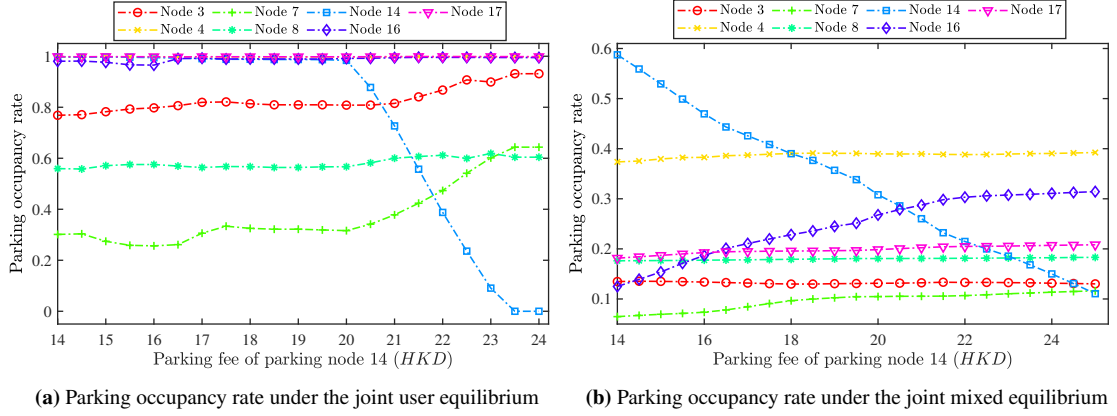 Node 3 Node 7 Node 14 Node 17
Node 4 Node 8 Node 16
1
0.8
0.6
0.4
0.2
0
Parking occupancy rate
14 15 16 17 18 19 20 21 22 23 24
Parking fee of parking node 14 (HKD)
(a) Parking occupancy rate under the joint user equilibrium
Node 3 Node 7 Node 14 Node 17
Node 4 Node 8 Node 16
0.6
0.5
0.4
0.3
0.2
0.1
Parking occupancy rate
14 16 18 20 22 24
Parking fee of parking node 14 (HKD)
(b) Parking occupancy rate under the joint mixed equilibrium